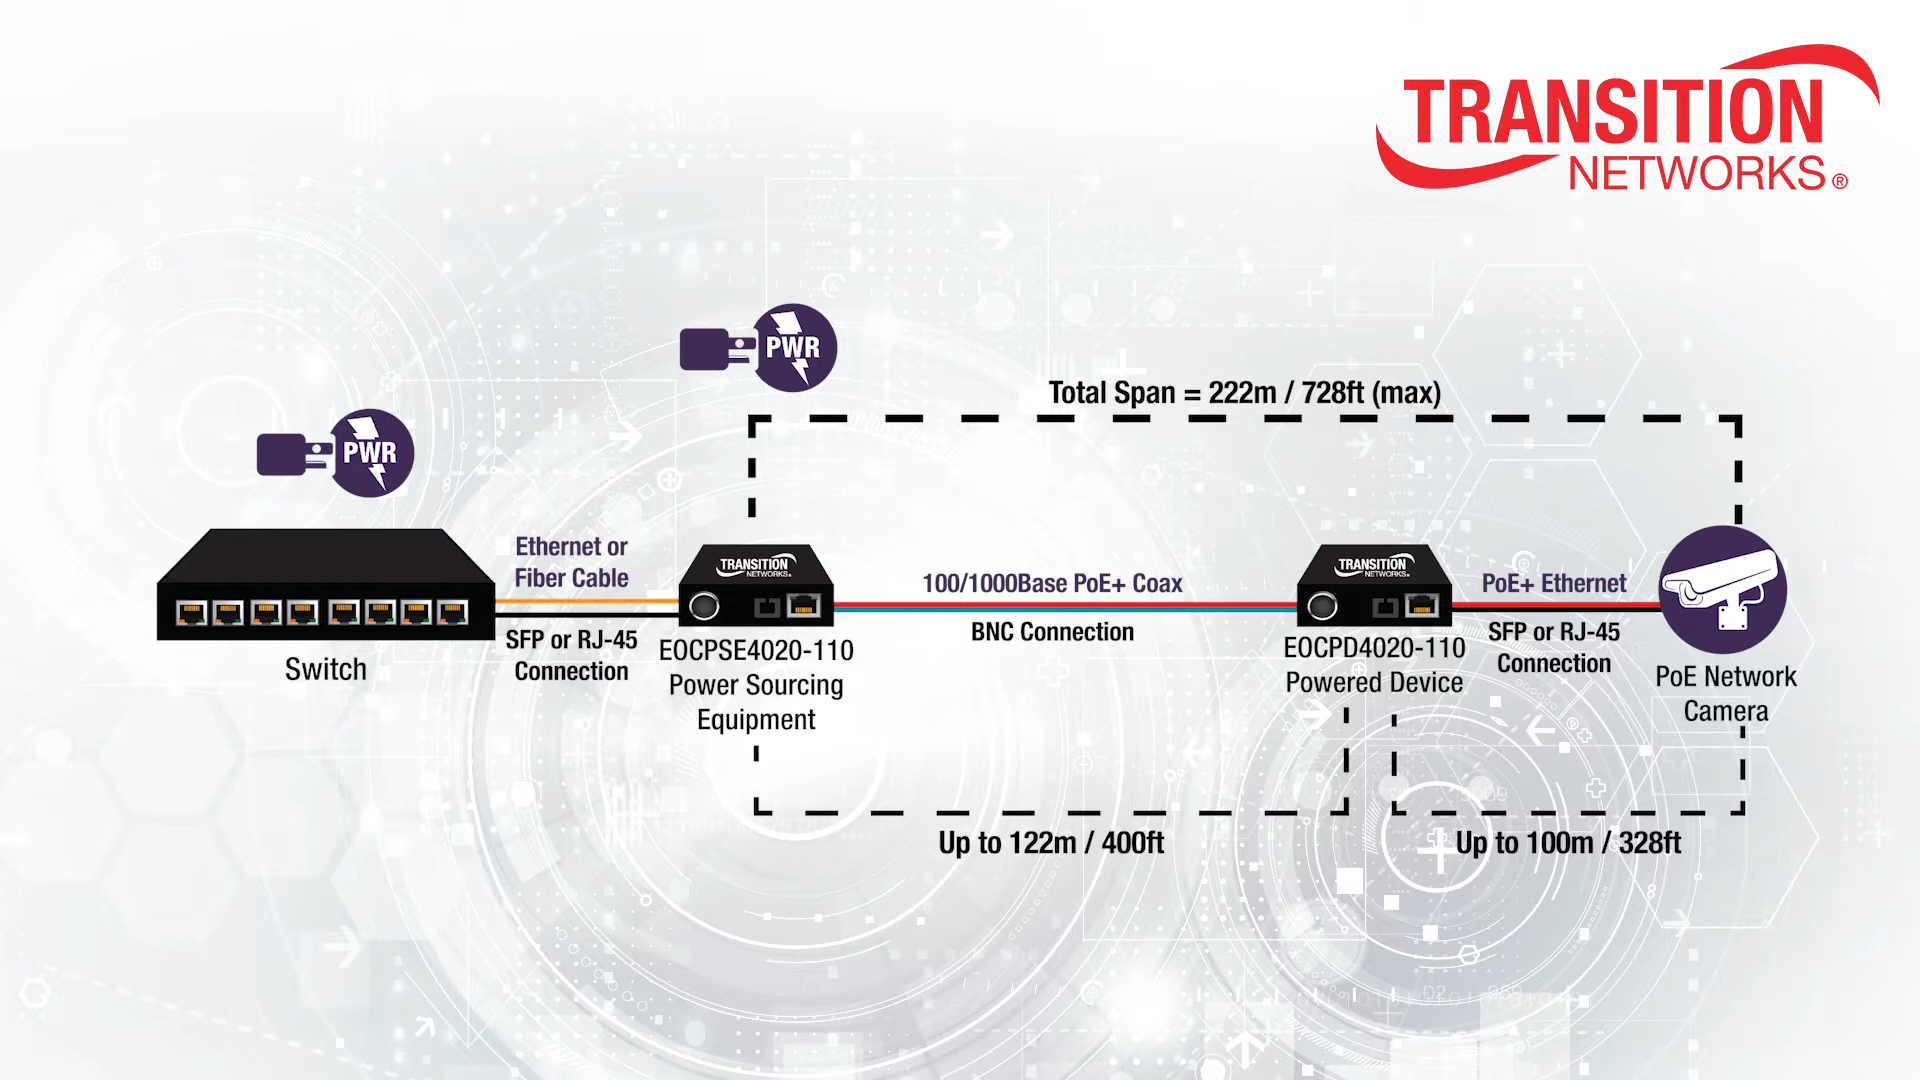 TRANSITION
NETWORKS®
PWR
Total Span = 222m / 728ft (max)
PWR
Ethernet or
Fiber Cable
SFP or RJ-45
Connection
Switch
TRANSITION
NETWORKS®
EOCPSE4020-110
Power Sourcing
Equipment
100/1000Base PoE+ Coax
BNC Connection
TRANSITION
NETWORKS®
EOCPD4020-110
Powered Device
PoE+ Ethernet
SFP or RJ-45
Connection
PoE Network
Camera
Up to 122m / 400ft
Up to 100m / 328ft